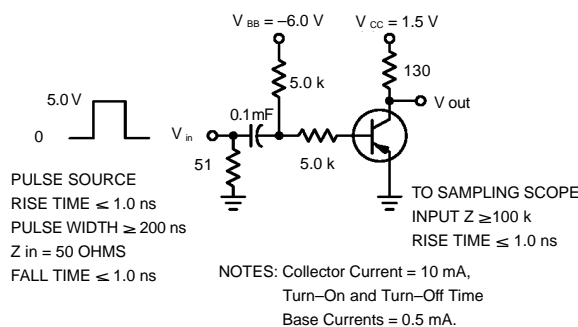 V BB = −6.0 V
V CC = 1.5 V
5.0 k
130
5.0 V
0
0.1mF
V in
V out
51
5.0 k
PULSE SOURCE
RISE TIME ≤ 1.0 ns
PULSE WIDTH ≥ 200 ns
Z in = 50 OHMS
FALL TIME ≤ 1.0 ns
TO SAMPLING SCOPE
INPUT Z ≥ 100 k
RISE TIME ≤ 1.0 ns
NOTES: Collector Current = 10 mA,
Turn–On and Turn–Off Time
Base Currents = 0.5 mA.